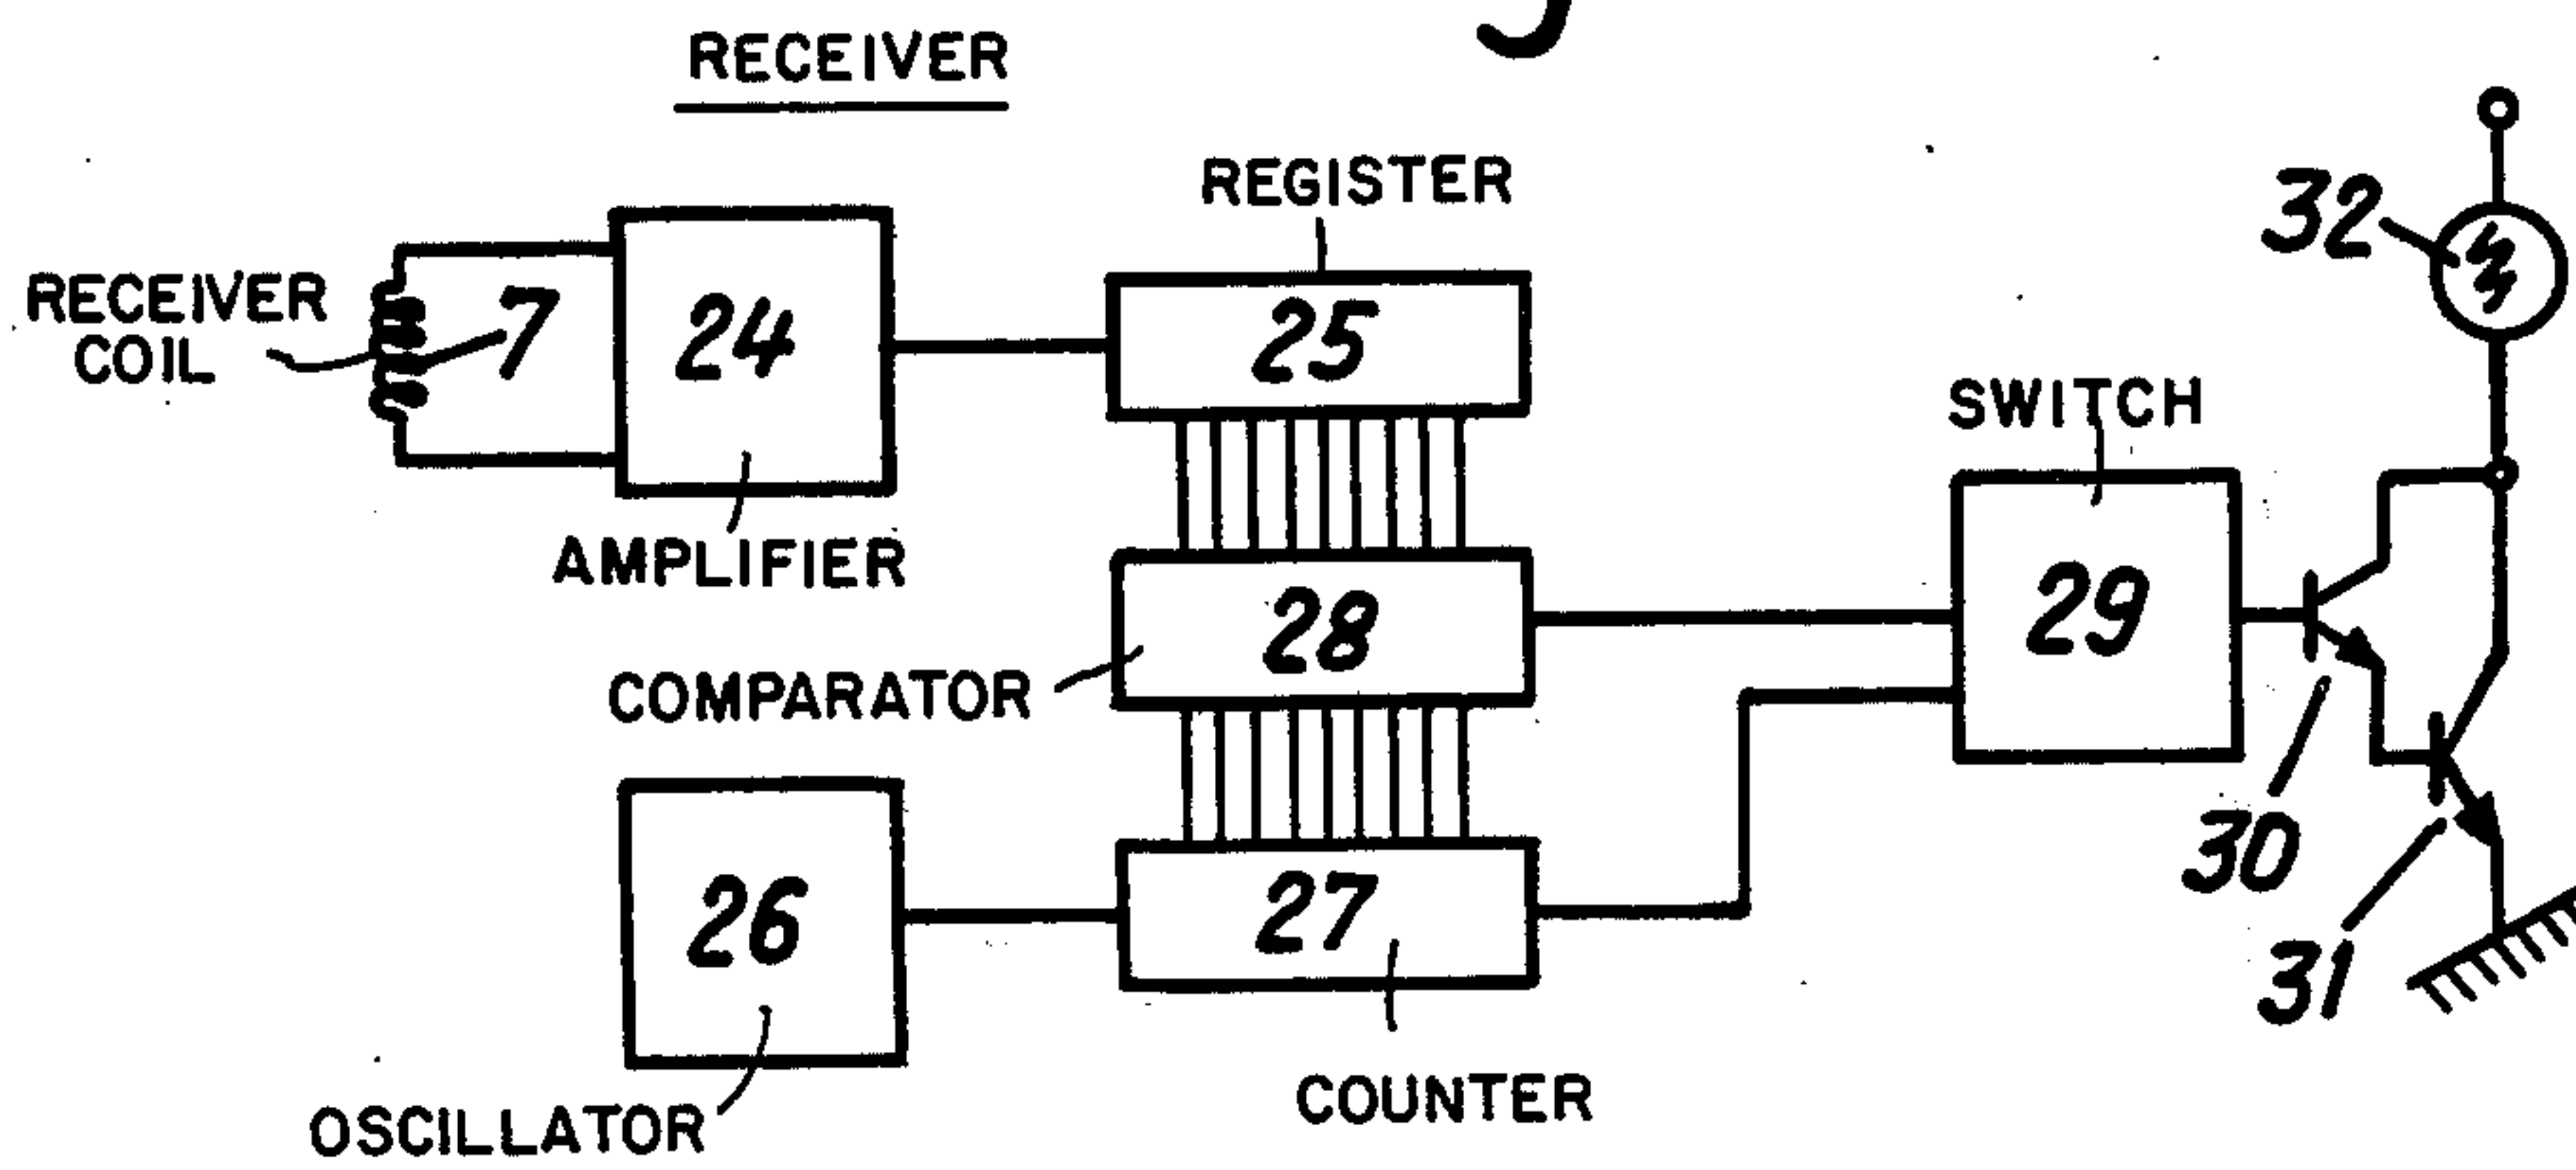 RECEIVER
REGISTER
32
RECEIVER
COIL
7
24
25
SWITCH
AMPLIFIER
28
29
COMPARATOR
30
26
27
31
COUNTER
OSCILLATOR